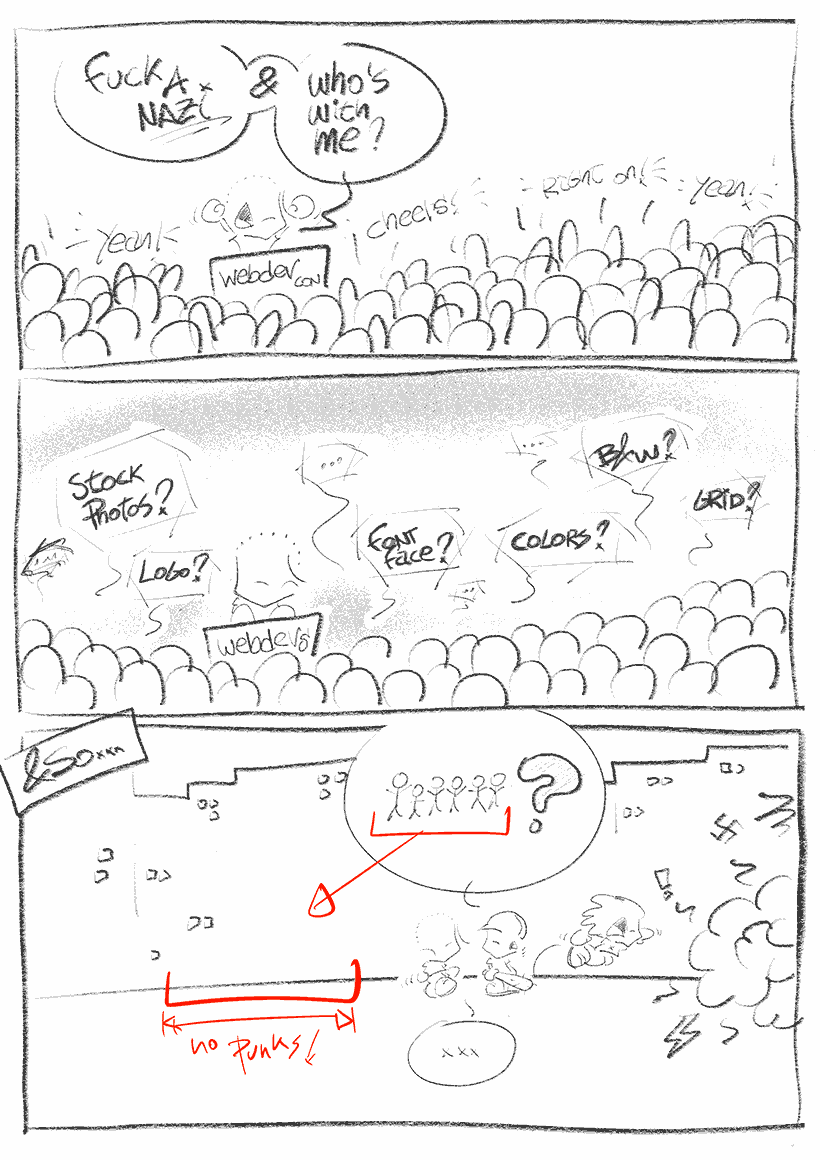 FUCK A
NAZI
&
WHO'S
WITH
ME?
YEAH!
CHEERS!
RIGHT ON!
YEAH!
webdev CON
STOCK
PHOTOS?
...
...
B&W?
GRID?
LOGO?
FONT
FACE?
COLORS?
...
webdevs
&SO...
?
xxx
no PUNKS!